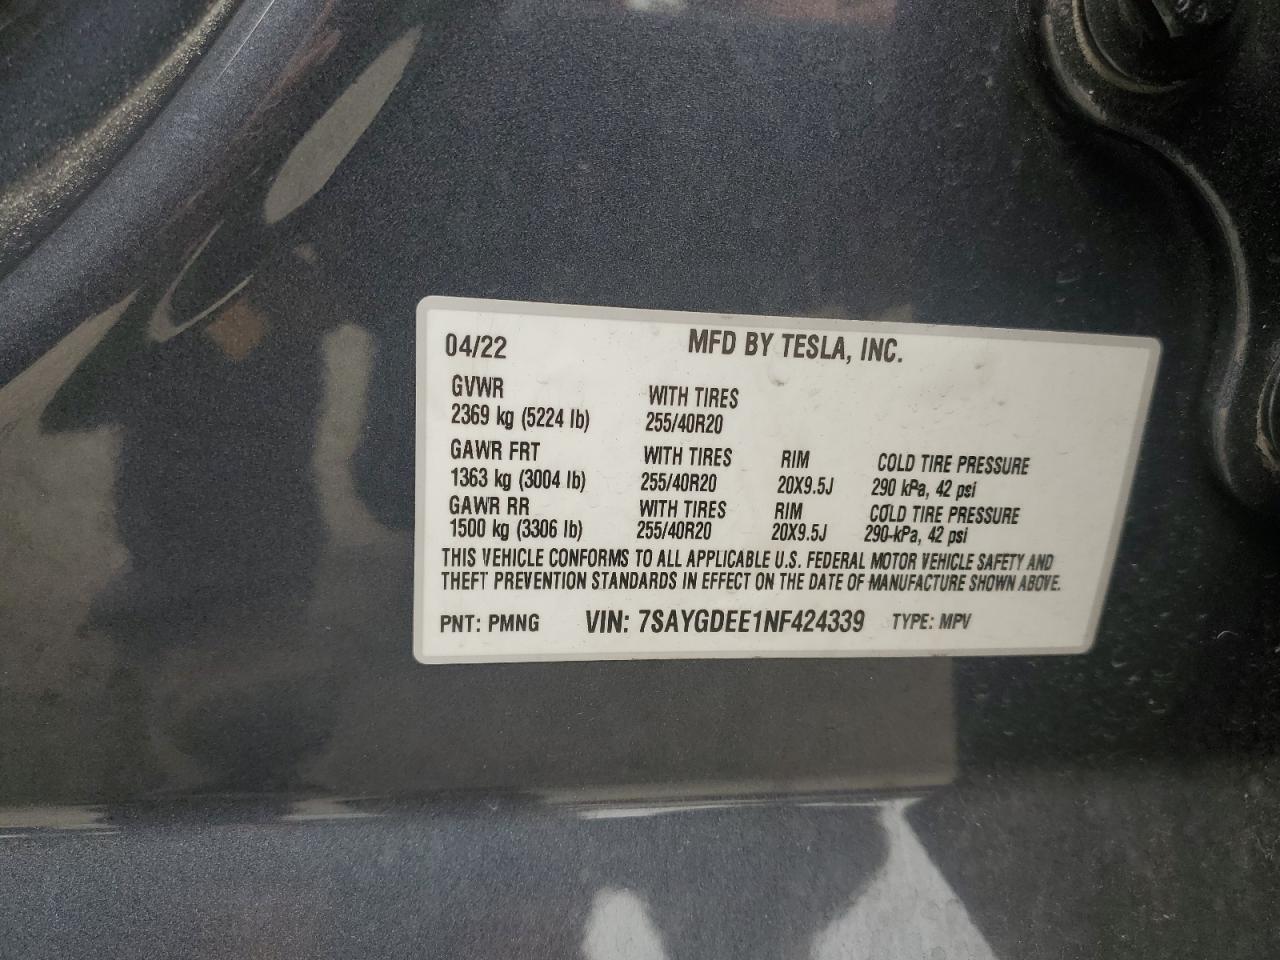 04/22 MFD BY TESLA, INC.
GVWR WITH TIRES
2369 kg (5224 lb) 255/40R20
GAWR FRT WITH TIRES RIM COLD TIRE PRESSURE
1363 kg (3004 lb) 255/40R20 20X9.5J 290 kPa, 42 psi
GAWR RR WITH TIRES RIM COLD TIRE PRESSURE
1500 kg (3306 lb) 255/40R20 20X9.5J 290 kPa, 42 psi
THIS VEHICLE CONFORMS TO ALL APPLICABLE U.S. FEDERAL MOTOR VEHICLE SAFETY AND
THEFT PREVENTION STANDARDS IN EFFECT ON THE DATE OF MANUFACTURE SHOWN ABOVE.
PNT: PMNG VIN: 7SAYGDEE1NF424339 TYPE: MPV